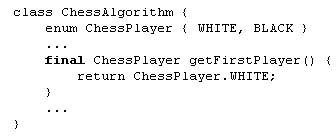 class ChessAlgorithm {
    enum ChessPlayer { WHITE, BLACK }
    ...
    final ChessPlayer getFirstPlayer() {
        return ChessPlayer.WHITE;
    }
    ...
}